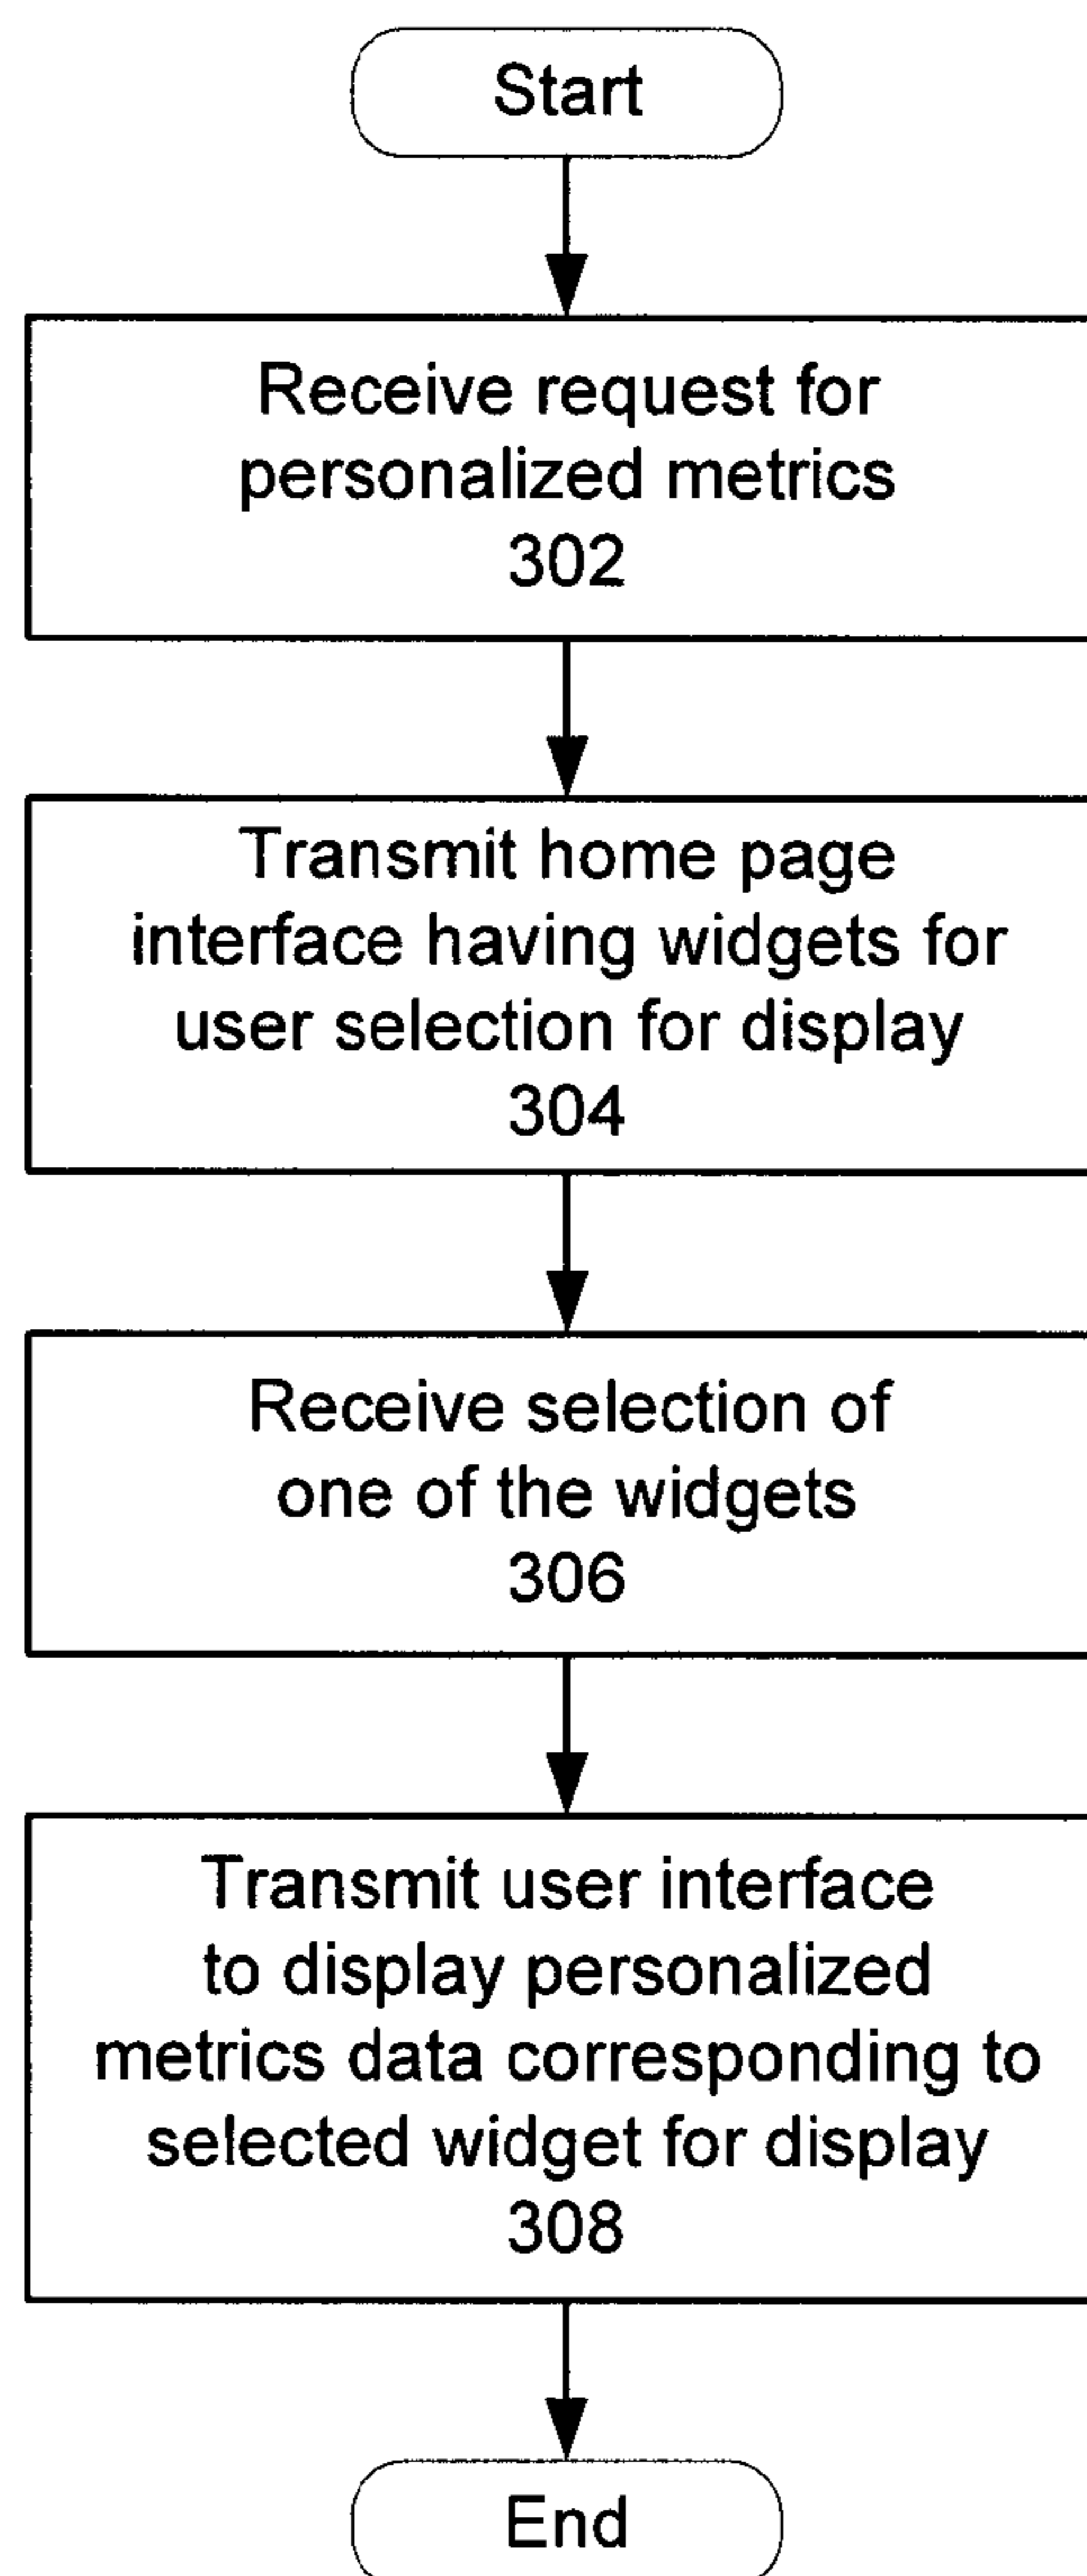 Start
Receive request for
personalized metrics
302
Transmit home page
interface having widgets for
user selection for display
304
Receive selection of
one of the widgets
306
Transmit user interface
to display personalized
metrics data corresponding to
selected widget for display
308
End